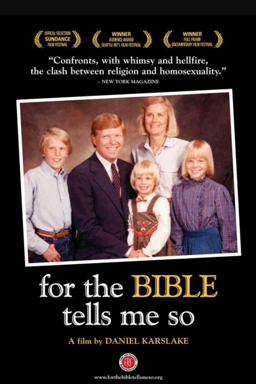 OFFICIAL SELECTION
SUNDANCE
FILM FESTIVAL
WINNER
AUDIENCE AWARD
SEATTLE INT'L FILM FESTIVAL
WINNER
FULL FRAME
DOCUMENTARY FILM FESTIVAL
“Confronts, with whimsy and hellfire,
the clash between religion and homosexuality.”
– NEW YORK MAGAZINE
for the BIBLE
tells me so
A film by DANIEL KARSLAKE
www.forthebibletellsmeso.org